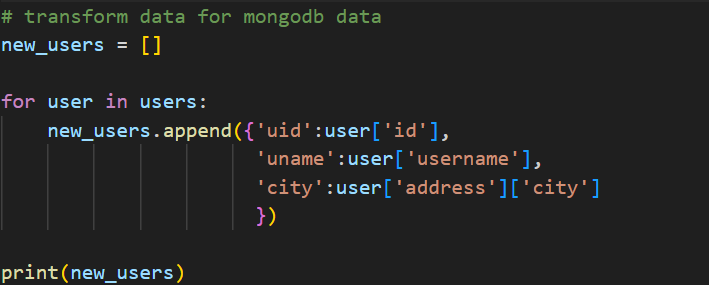 # transform data for mongodb data
new_users = []
for user in users:
new_users.append({'uid':user['id'],
'uname':user['username'],
'city':user['address']['city']
})
print(new_users)